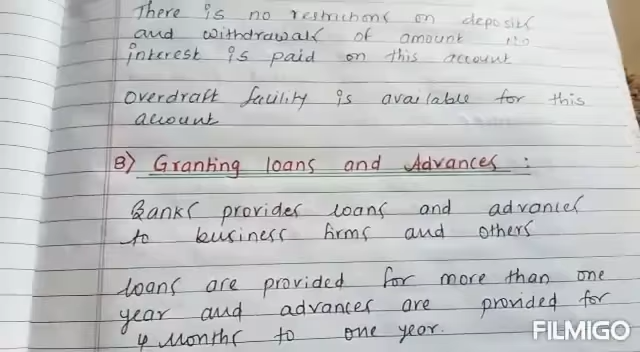 There is no restrictions on deposits
and withdrawals of amount no
interest is paid on this account
overdraft facility is available for this
account
B) Granting loans and Advances :
Banks provides loans and advances
to business firms and others
loans are provided for more than one
year and advances are provided for
4 Months to one year.
FILMIGO